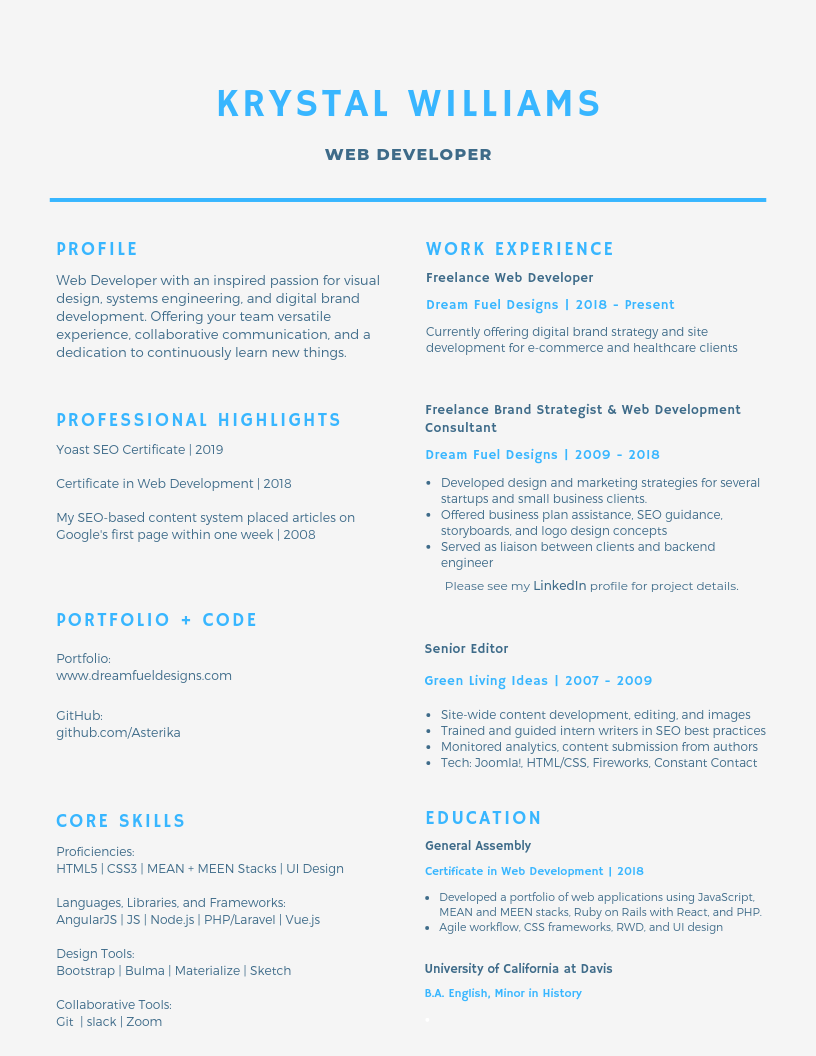 KRYSTAL WILLIAMS
WEB DEVELOPER
PROFILE
Web Developer with an inspired passion for visual
design, systems engineering, and digital brand
development. Offering your team versatile
experience, collaborative communication, and a
dedication to continuously learn new things.
PROFESSIONAL HIGHLIGHTS
Yoast SEO Certificate | 2019
Certificate in Web Development | 2018
My SEO-based content system placed articles on
Google's first page within one week | 2008
PORTFOLIO + CODE
Portfolio:
www.dreamfueldesigns.com
GitHub:
github.com/Asterika
CORE SKILLS
Proficiencies:
HTML5 | CSS3 | MEAN + MEEN Stacks | UI Design
Languages, Libraries, and Frameworks:
AngularJS | JS | Node.js | PHP/Laravel | Vue.js
Design Tools:
Bootstrap | Bulma | Materialize | Sketch
Collaborative Tools:
Git | slack | Zoom
WORK EXPERIENCE
Freelance Web Developer
Dream Fuel Designs | 2018 - Present
Currently offering digital brand strategy and site
development for e-commerce and healthcare clients
Freelance Brand Strategist & Web Development
Consultant
Dream Fuel Designs | 2009 - 2018
• Developed design and marketing strategies for several
startups and small business clients.
• Offered business plan assistance, SEO guidance,
storyboards, and logo design concepts
• Served as liaison between clients and backend
engineer
Please see my LinkedIn profile for project details.
Senior Editor
Green Living Ideas | 2007 - 2009
• Site-wide content development, editing, and images
• Trained and guided intern writers in SEO best practices
• Monitored analytics, content submission from authors
• Tech: Joomla!, HTML/CSS, Fireworks, Constant Contact
EDUCATION
General Assembly
Certificate in Web Development | 2018
• Developed a portfolio of web applications using JavaScript,
MEAN and MEEN stacks, Ruby on Rails with React, and PHP.
• Agile workflow, CSS frameworks, RWD, and UI design
University of California at Davis
B.A. English, Minor in History